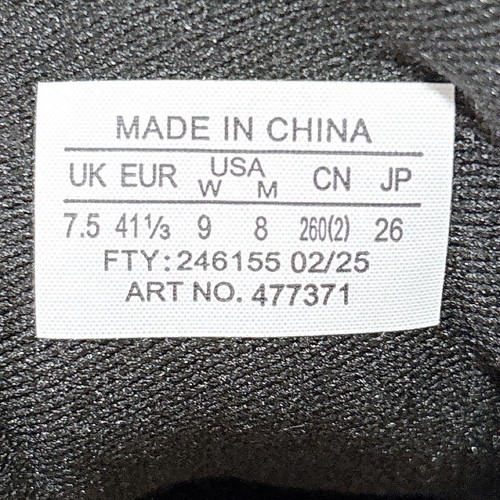 MADE IN CHINA
UK EUR USA W M CN JP
7.5 41⅓ 9 8 260(2) 26
FTY: 246155 02/25
ART NO. 477371